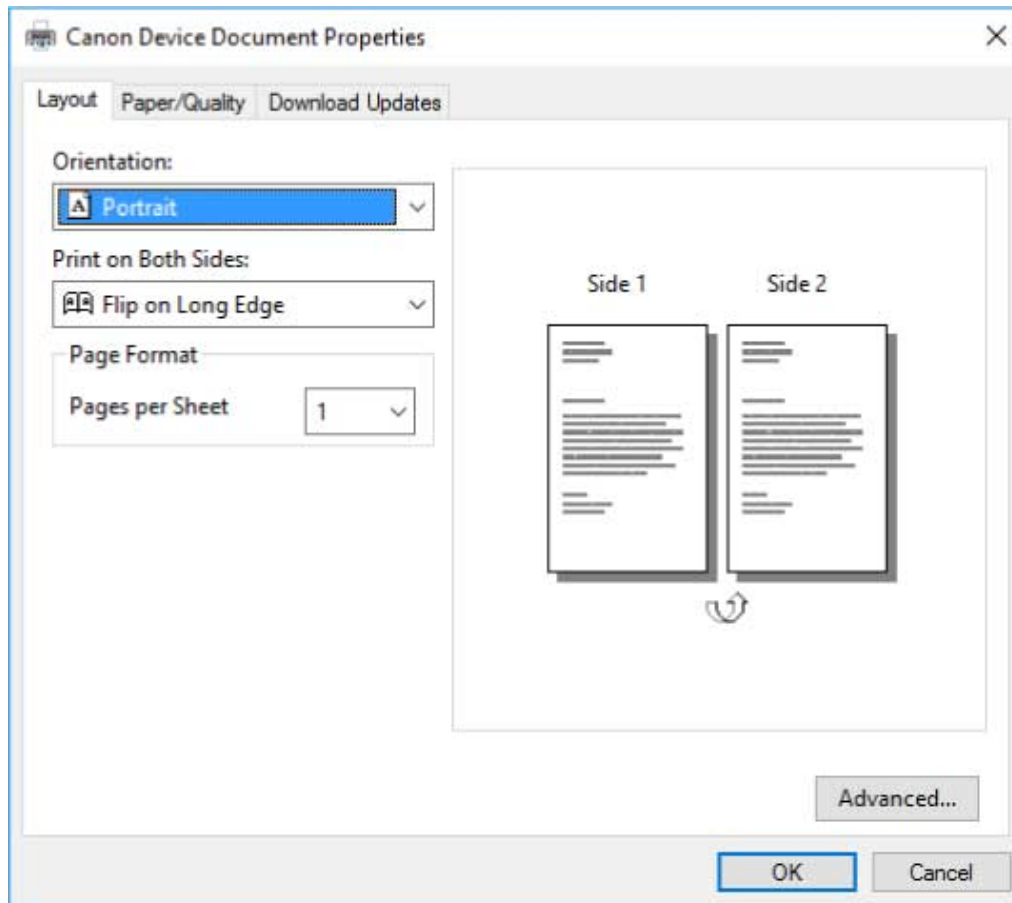 Canon Device Document Properties
Layout Paper/Quality Download Updates
Orientation:
A Portrait
Print on Both Sides:
Flip on Long Edge
Page Format
Pages per Sheet 1
Side 1 Side 2
Advanced...
OK Cancel